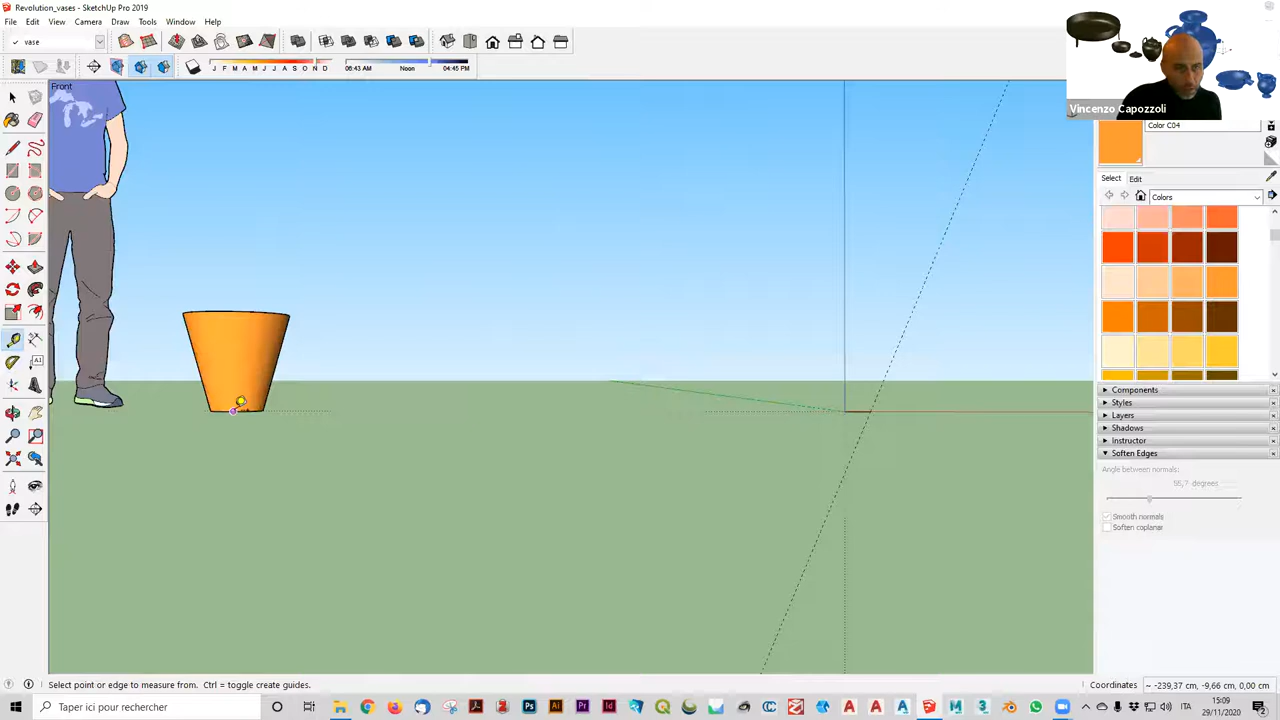 Revolution_vases - SketchUp Pro 2019
File Edit View Camera Draw Tools Window Help
vase
J F M A M J J A S O N D 06:43 AM Noon 04:45 PM
Vincenzo Capozzoli
Front
Color C04
Select Edit
Colors
Components
Styles
Layers
Shadows
Instructor
Soften Edges
Angle between normals:
55,7 degrees
Smooth normals
Soften coplanar
Select point or edge to measure from. Ctrl = toggle create guides.
Coordinates ~ -239,37 cm, -9,66 cm, 0,00 cm
Tapez ici pour rechercher
ITA
15:09
29/11/2020